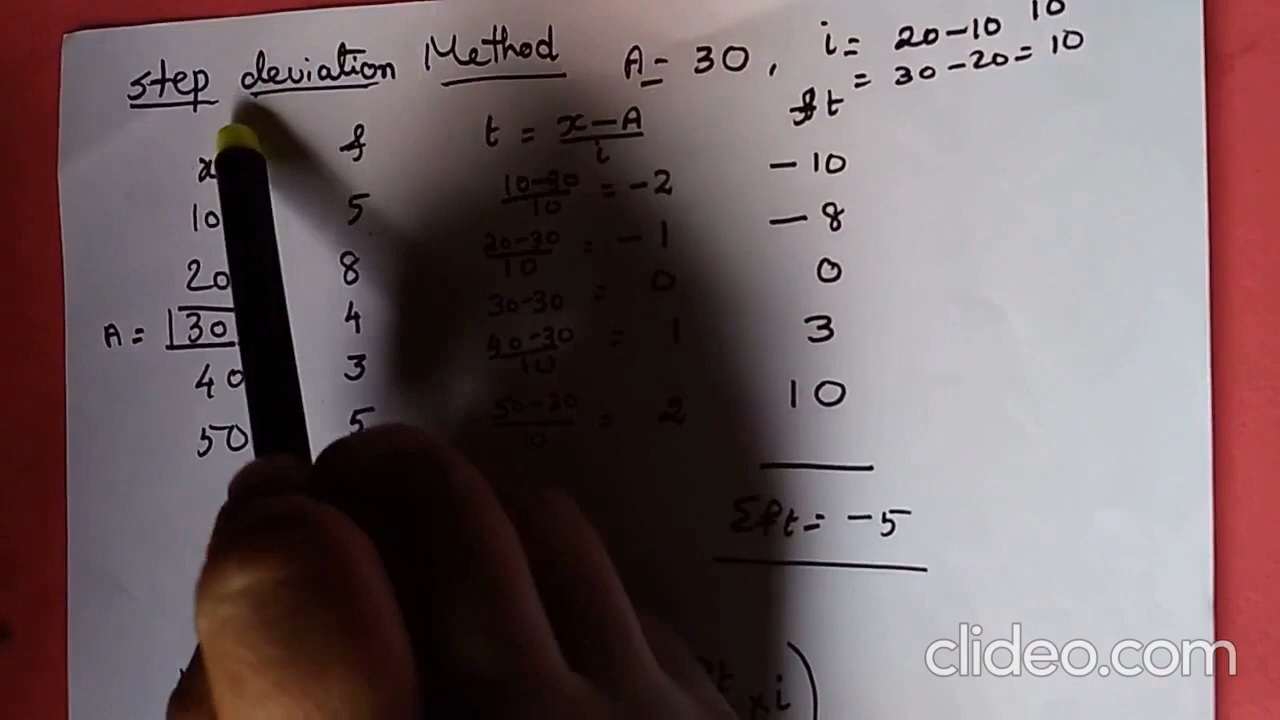 step deviation Method A = 30 , i = 20-10 10
= 30-20 = 10
x f t = x-A / i ft
10 5 10-30 / 10 = -2 -10
20 8 20-30 / 10 = -1 -8
A = 30 4 30-30 = 0 0
40 3 40-30 / 10 = 1 3
50 5 50-30 / 10 = 2 10
Σft = -5
x i )
clideo.com